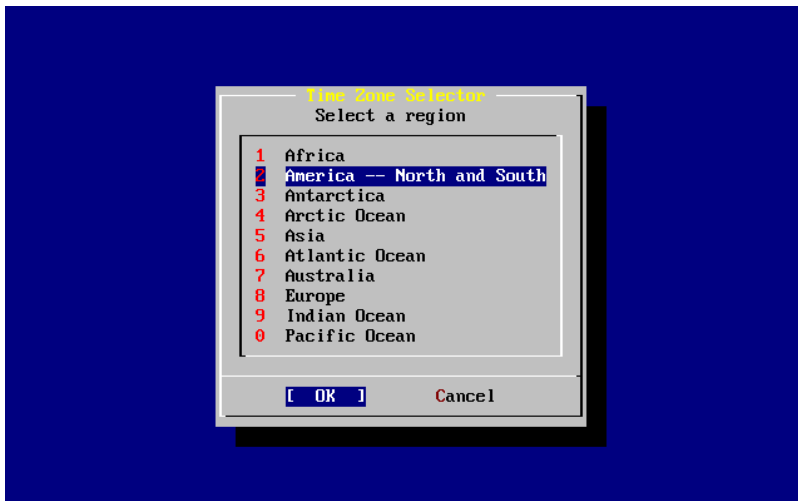 Time Zone Selector
Select a region
1 Africa
2 America -- North and South
3 Antarctica
4 Arctic Ocean
5 Asia
6 Atlantic Ocean
7 Australia
8 Europe
9 Indian Ocean
0 Pacific Ocean
[ OK ] Cancel